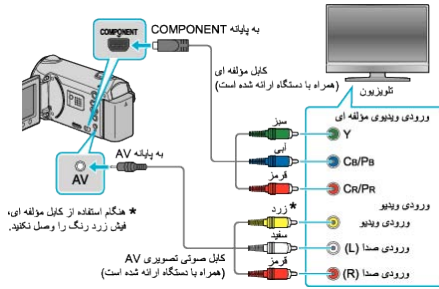 COMPONENT
به پایانه COMPONENT
کابل مؤلفه ای
(همراه با دستگاه ارائه شده است)
تلویزیون
ورودی ویدیوی مؤلفه ای
سبز
Y
آبی
CB/PB
قرمز
CR/PR
به پایانه AV
AV
* زرد
ورودی ویدیو
ورودی ویدیو
سفید
ورودی صدا (L)
قرمز
ورودی صدا (R)
* هنگام استفاده از کابل مؤلفه ای،
فیش زرد رنگ را وصل نکنید.
کابل صوتی تصویری AV
(همراه با دستگاه ارائه شده است)